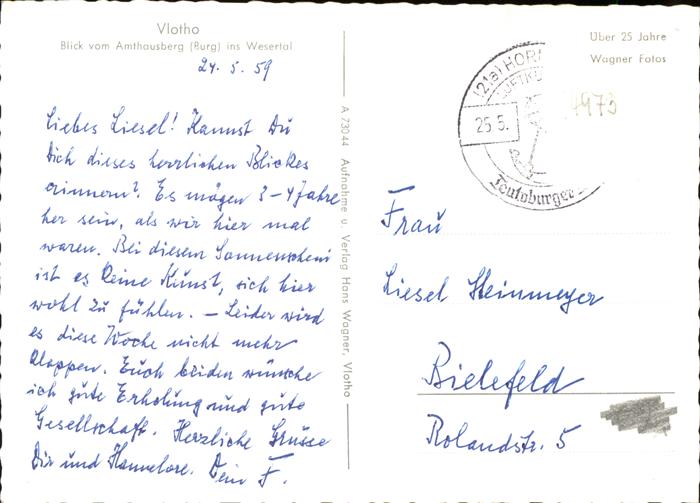 Vlotho
Blick vom Amthausberg (Burg) ins Wesertal
24. 5. 59
Liebes Liesel! Kannst Du
Dich dieses herrlichen Blickes
erinnern? Es mögen 3-4 Jahre
her sein, als wir hier mal
waren. Bei diesem Sonnenschein
ist es keine Kunst, sich hier
wohl zu fühlen. – Leider wird
es diese Woche nicht mehr
klappen. Euch beiden wünsche
ich gute Erholung und gute
Gesellschaft. Herzliche Grüsse
Dir und Hannelore. Dein F.
A 73044 Aufnahme u Verlag Hans Wagner, Vlotho
Über 25 Jahre
Wagner Fotos
(21a) HORN
LUFTKU
25.5.
Teutoburger
4973
Frau
Liesel Steinmeyer
Bielefeld
Rolandstr. 5